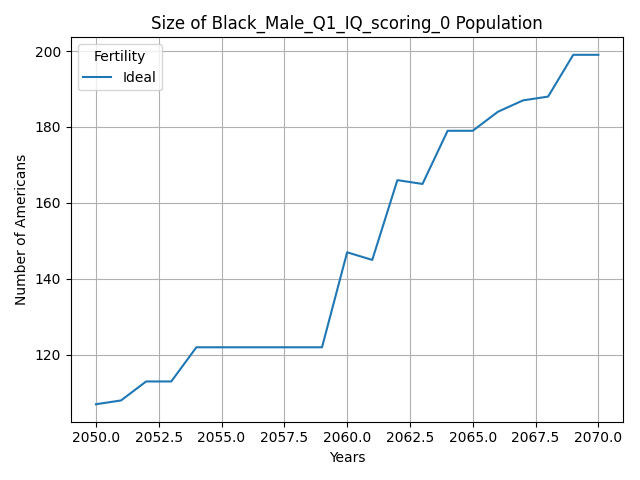 Size of Black_Male_Q1_IQ_scoring_0 Population
Fertility
Ideal
Number of Americans
200
180
160
140
120
2050.0 2052.5 2055.0 2057.5 2060.0 2062.5 2065.0 2067.5 2070.0
Years